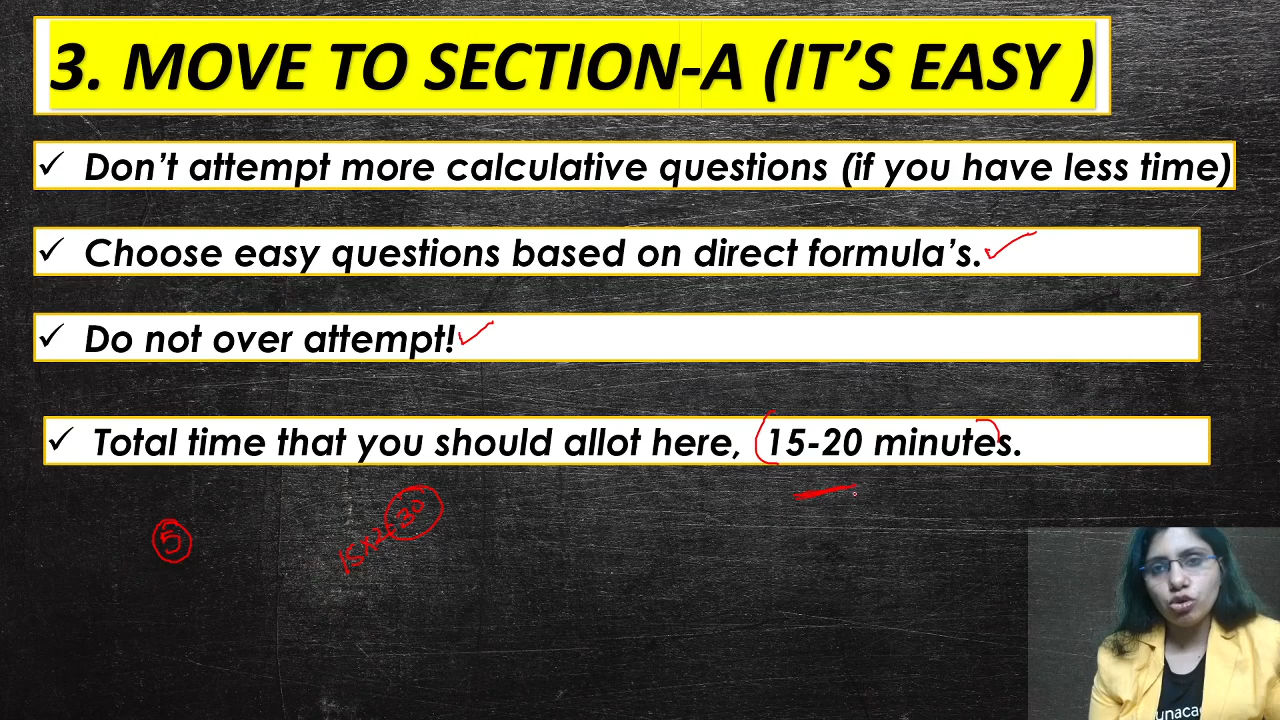 3. MOVE TO SECTION-A (IT'S EASY )
✓ Don't attempt more calculative questions (if you have less time)
✓ Choose easy questions based on direct formula's.
✓ Do not over attempt!
✓ Total time that you should allot here, 15-20 minutes.
5
15x2 30
unaca